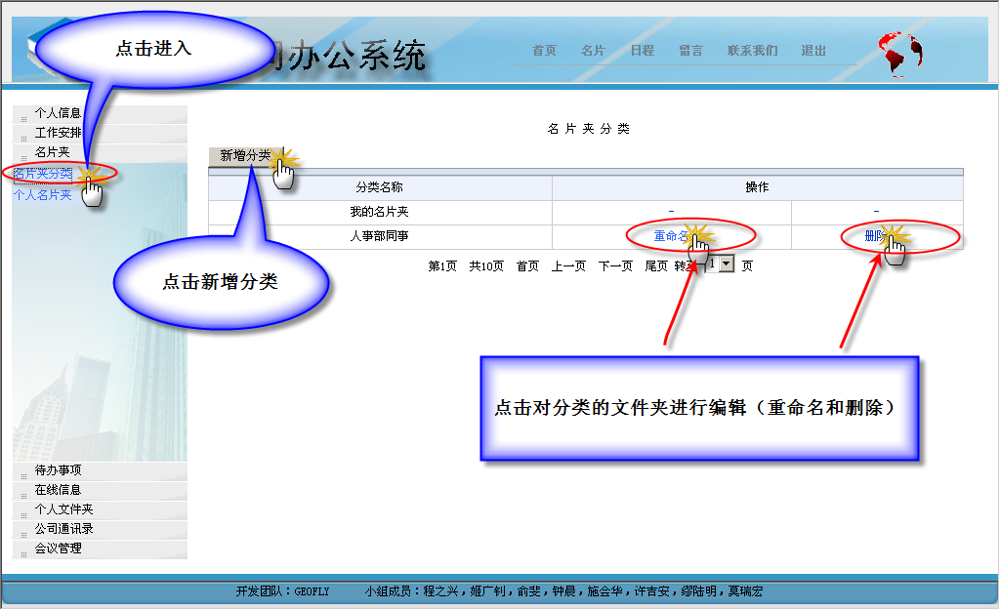 点击进入
办公系统
首页 名片 日程 留言 联系我们 退出
个人信息
工作安排
名片夹
名片夹分类
个人名片夹
名片夹分类
新增分类
分类名称 操作
我的名片夹 - -
人事部同事 重命名 删除
第1页 共10页 首页 上一页 下一页 尾页 转到 1 页
点击新增分类
点击对分类的文件夹进行编辑（重命名和删除）
待办事项
在线信息
个人文件夹
公司通讯录
会议管理
开发团队：GEOFLY 小组成员：程之兴，姬广钊，俞斐，钟晨，施会华，许吉安，缪陆明，莫瑞宏